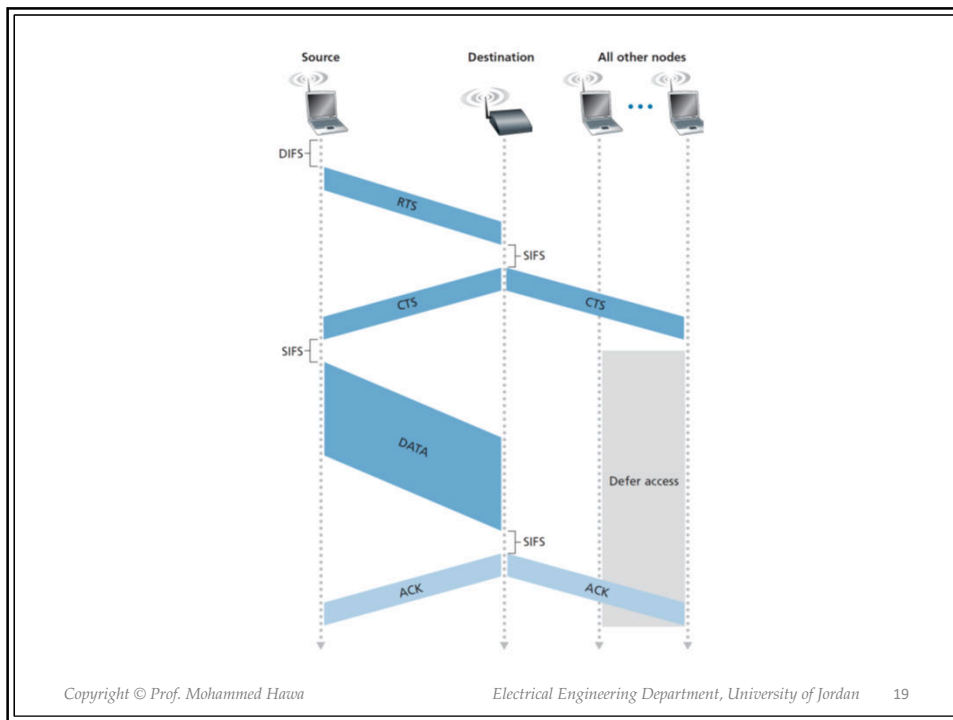 Source Destination All other nodes
DIFS
RTS
SIFS
CTS CTS
SIFS
DATA
Defer access
SIFS
ACK ACK
Copyright © Prof. Mohammed Hawa Electrical Engineering Department, University of Jordan 19